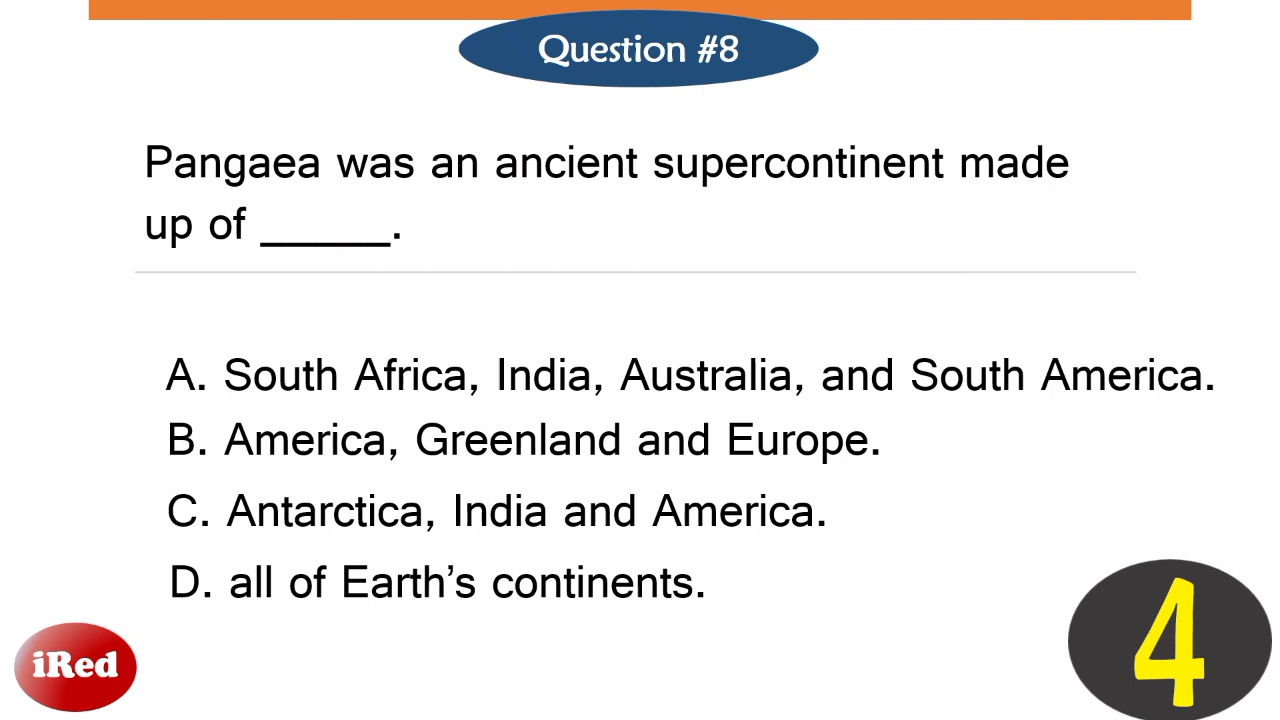 Question #8
Pangaea was an ancient supercontinent made
up of _____.
A. South Africa, India, Australia, and South America.
B. America, Greenland and Europe.
C. Antarctica, India and America.
D. all of Earth’s continents.
iRed
4